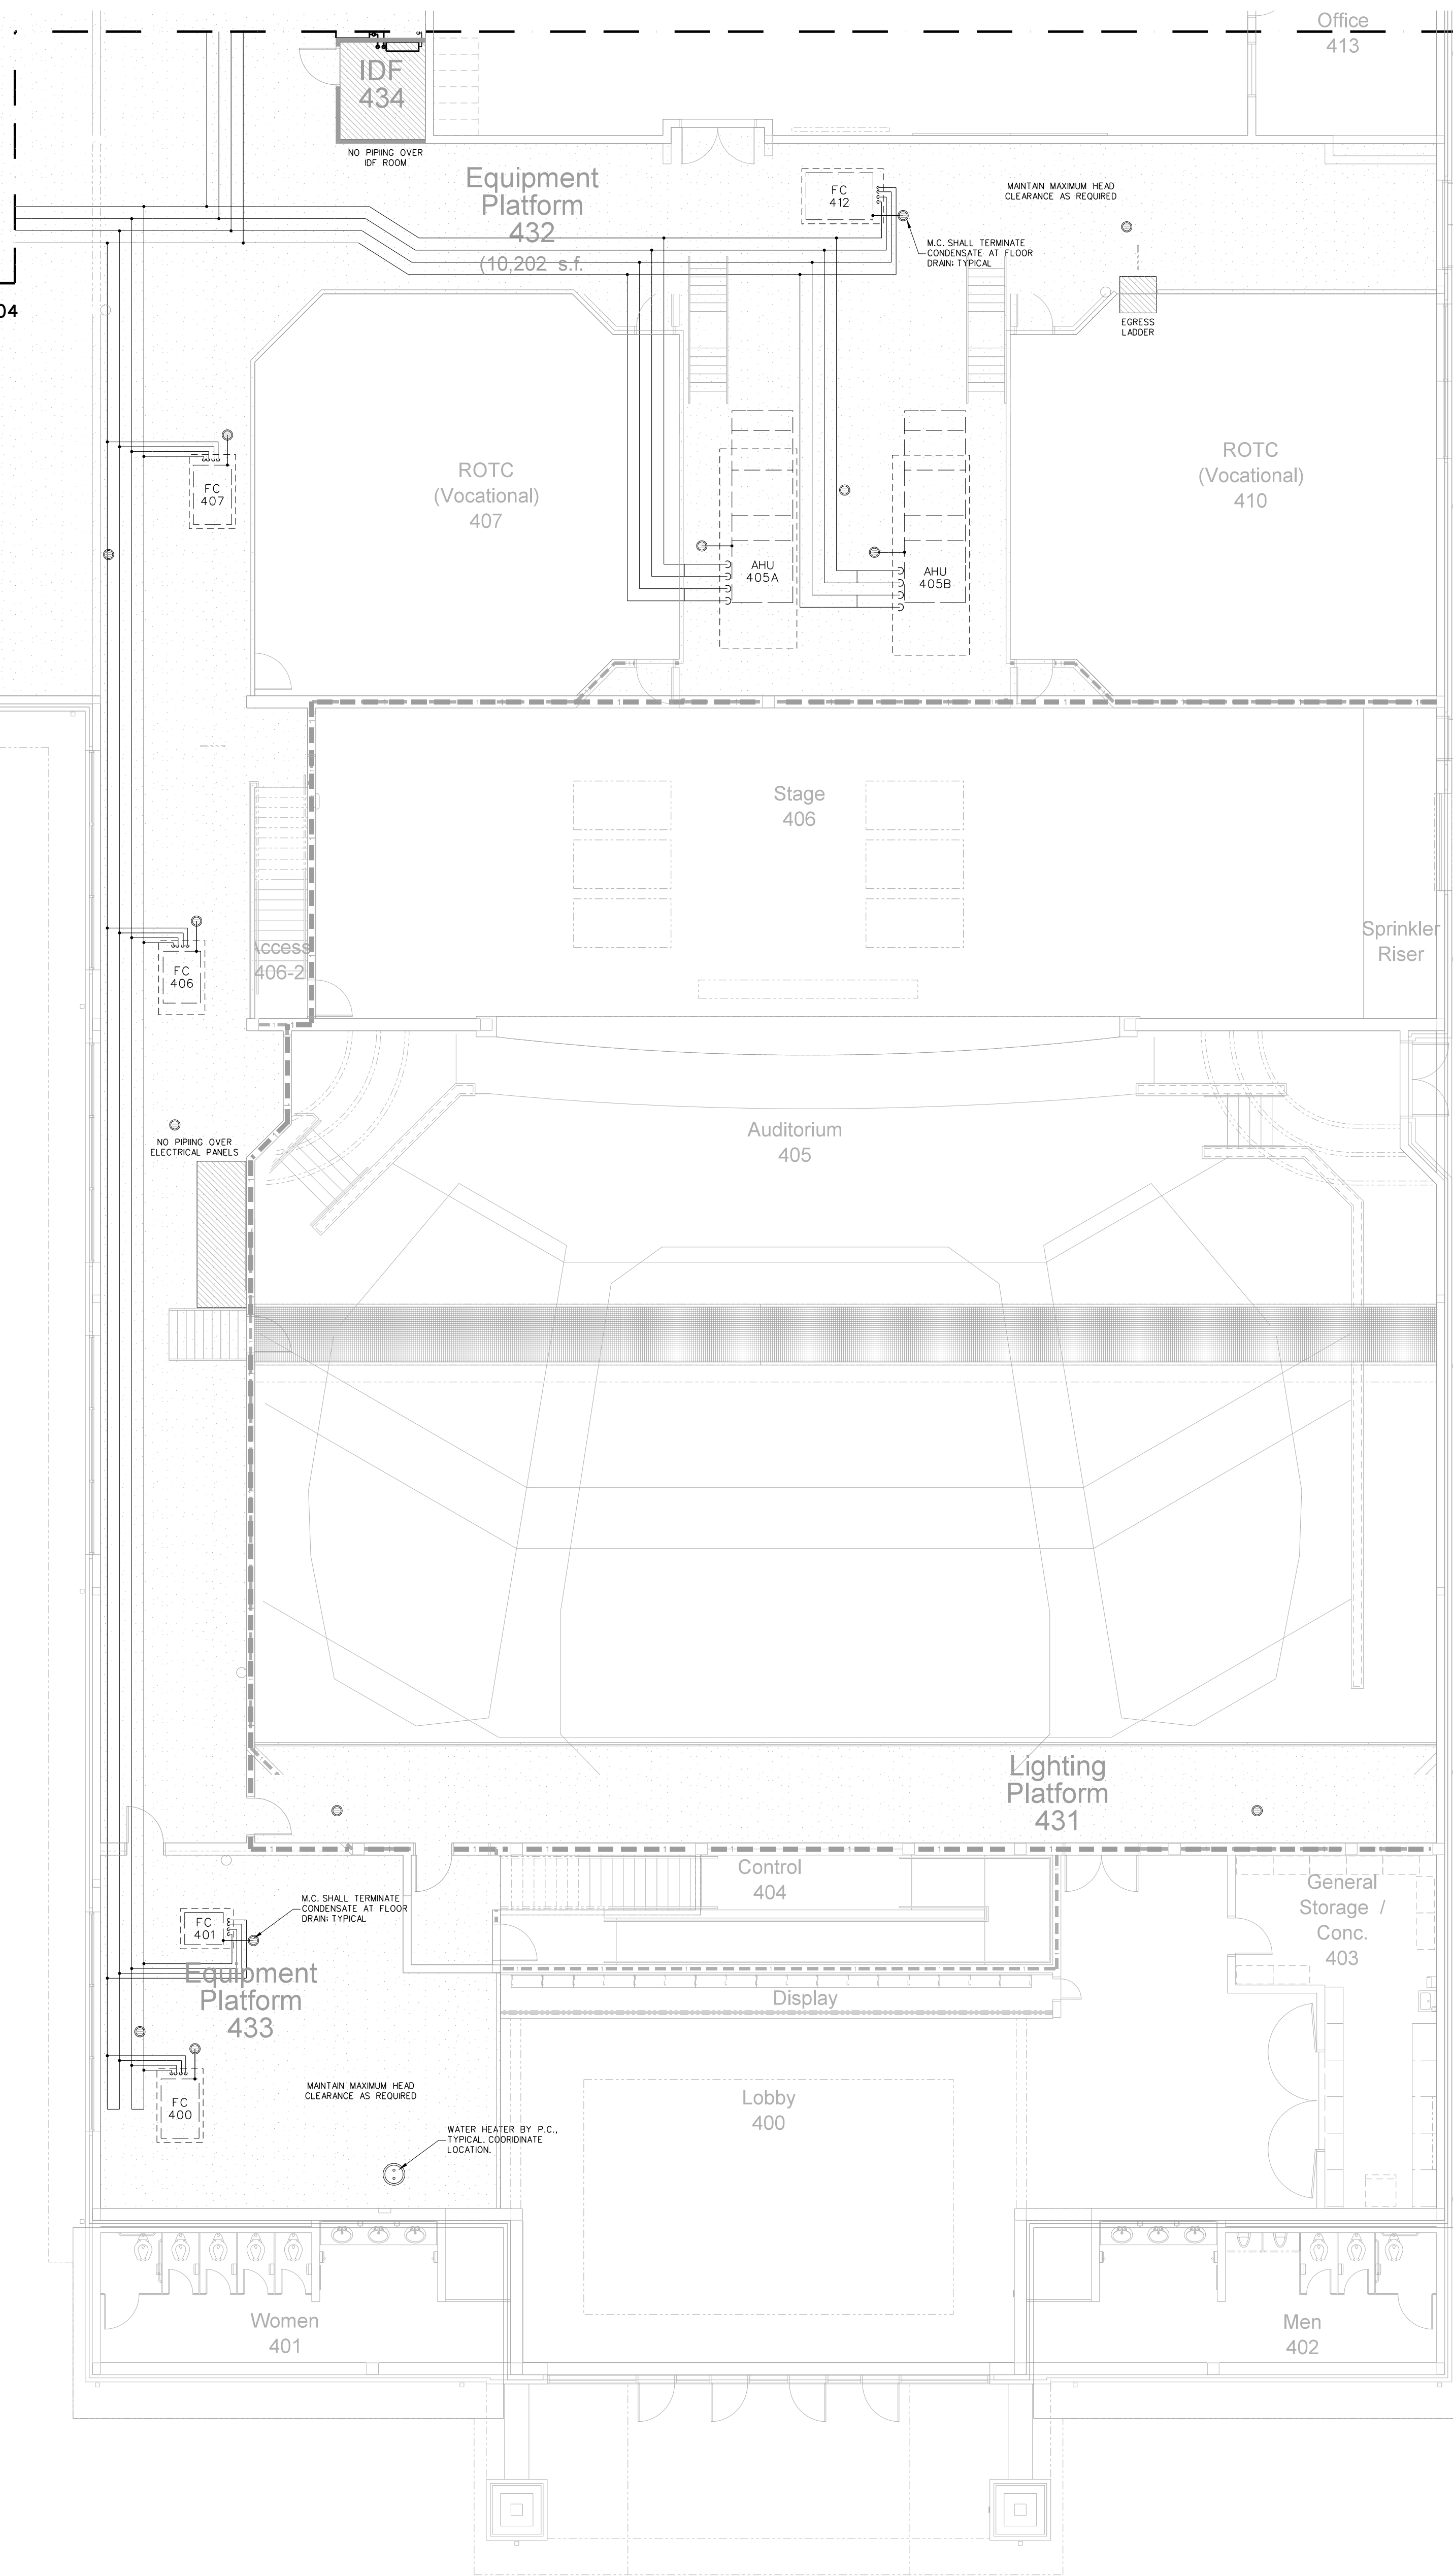 Office
413
IDF
434
NO PIPIING OVER
IDF ROOM
Equipment
Platform
432
(10,202 s.f.
FC
412
MAINTAIN MAXIMUM HEAD
CLEARANCE AS REQUIRED
M.C. SHALL TERMINATE
CONDENSATE AT FLOOR
DRAIN; TYPICAL
04
EGRESS
LADDER
FC
407
ROTC
(Vocational)
407
ROTC
(Vocational)
410
AHU
405A
AHU
405B
Stage
406
Access
406-2
Sprinkler
Riser
FC
406
Auditorium
405
NO PIPIING OVER
ELECTRICAL PANELS
Lighting
Platform
431
Control
404
General
Storage /
Conc.
403
M.C. SHALL TERMINATE
CONDENSATE AT FLOOR
DRAIN; TYPICAL
FC
401
Equipment
Platform
433
Display
MAINTAIN MAXIMUM HEAD
CLEARANCE AS REQUIRED
Lobby
400
FC
400
WATER HEATER BY P.C.,
TYPICAL. COORIDINATE
LOCATION.
Women
401
Men
402